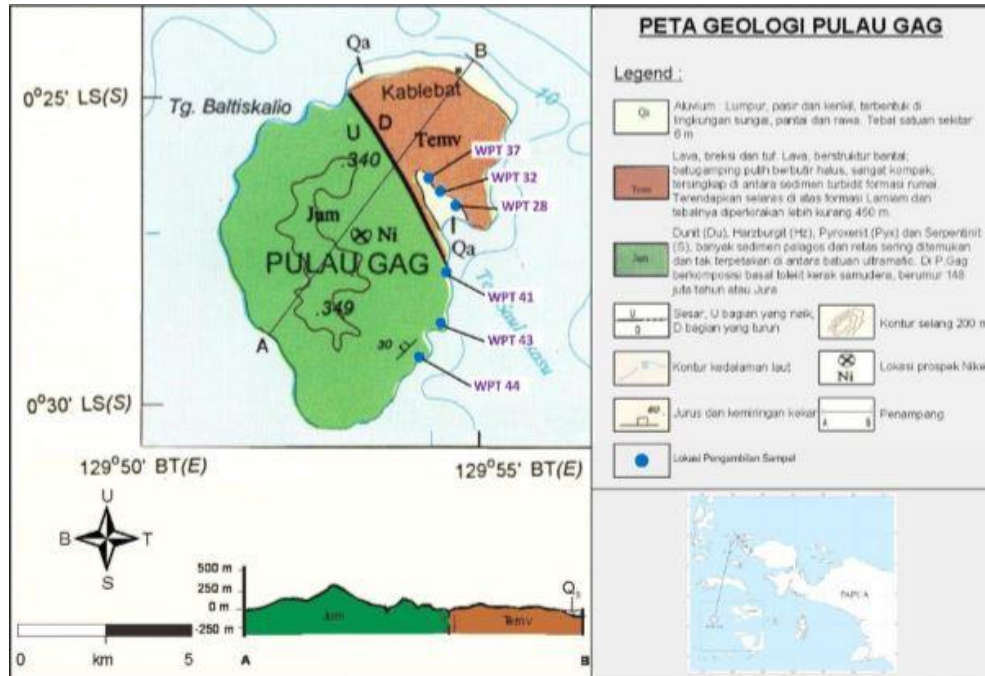 PETA GEOLOGI PULAU GAG
Legend :
Qa
Aluvium : Lumpur, pasir dan kerikil, terbentuk di
lingkungan sungai, pantai dan rawa. Tebal satuan sekitar
6 m
Temv
Lava, breksi dan tuf. Lava, berstruktur bantal;
batugamping putih berbutir halus, sangat kompak;
tersingkap di antara sedimen turbidit formasi rumai.
Terendapkan selaras di atas formasi Lamlam dan
tebalnya diperkirakan lebih kurang 450 m.
Jum
Dunit (Du), Harzburgit (Hz), Pyroxenit (Pyx) dan Serpentinit
(S), banyak sedimen pelagos dan retas sering ditemukan
dan tak terpetakan di antara batuan ultramafic. Di P.Gag
berkomposisi basal toleiit kerak samudera, berumur 148
juta tahun atau Jura.
U
D
Sesar, U bagian yang naik,
D bagian yang turun
Kontur selang 200 m
Kontur kedalaman laut
Ni
Lokasi prospek Nikel
60
Jurus dan kemiringan kekar
A B
Penampang
Lokasi Pengambilan Sampel
PAPUA
0°25' LS(S)
0°30' LS(S)
129°50' BT(E)
129°55' BT(E)
Tg. Baltiskalio
Qa
B
10
Kablebat
U D
Temv
WPT 37
WPT 32
WPT 28
.340
Jum
Ni
Qa
PULAU GAG
WPT 41
.349
WPT 43
A
30
WPT 44
U
B T
S
500 m
250 m
0 m
-250 m
Jum
Temv
A
B
0 km 5